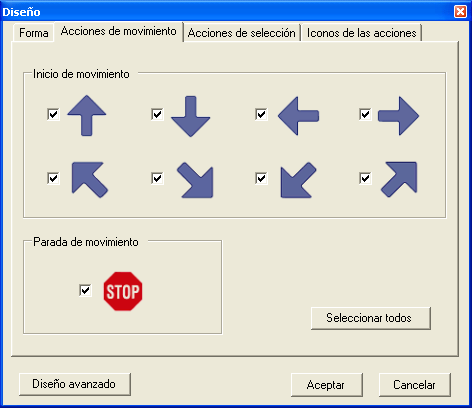 Diseño
Forma
Acciones de movimiento
Acciones de selección
Iconos de las acciones
Inicio de movimiento
Parada de movimiento
STOP
Seleccionar todos
Diseño avanzado
Aceptar
Cancelar